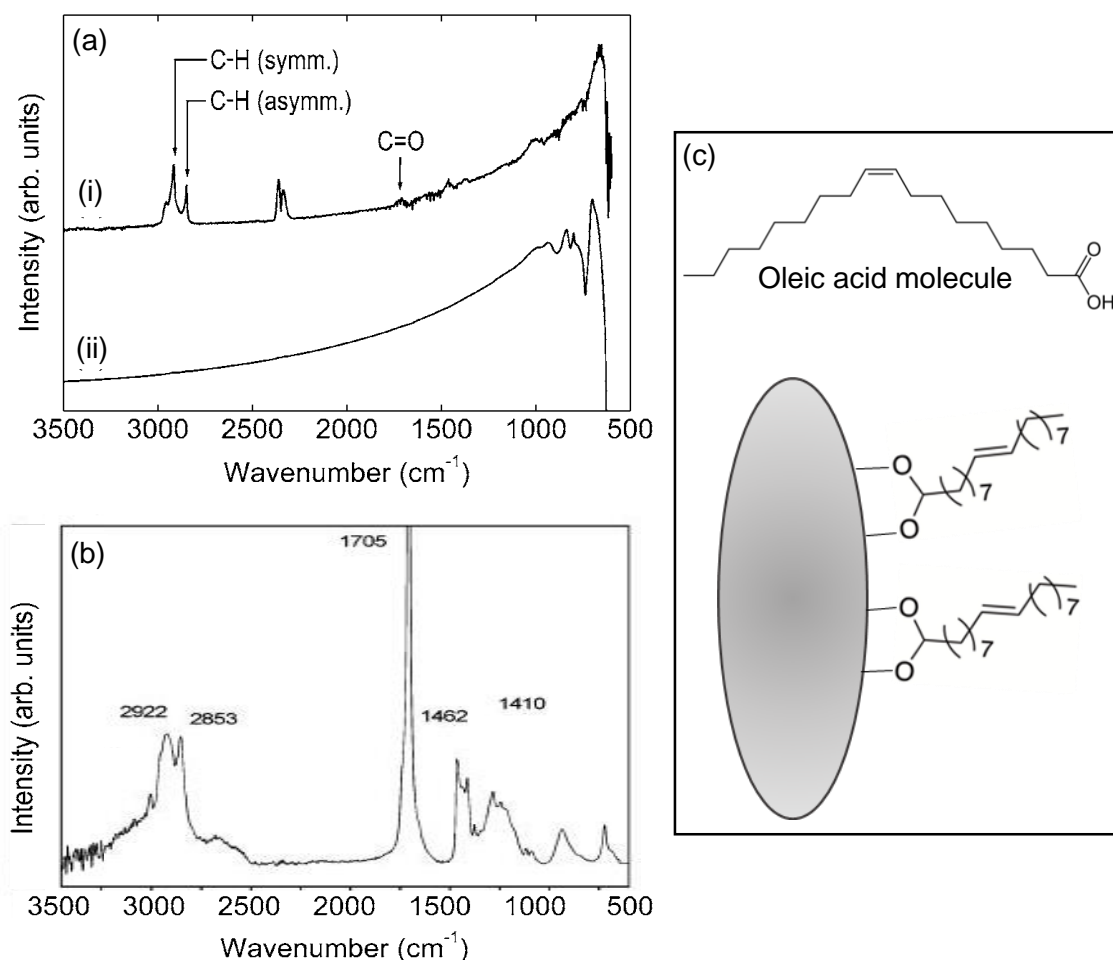 (a)
C-H (symm.)
C-H (asymm.)
C=O
(i)
(ii)
Intensity (arb. units)
3500 3000 2500 2000 1500 1000 500
Wavenumber (cm⁻¹)
(b)
1705
2922 2853
1462 1410
Intensity (arb. units)
3500 3000 2500 2000 1500 1000 500
Wavenumber (cm⁻¹)
(c)
O
OH
Oleic acid molecule
O
O
( )7
( )7
O
O
( )7
( )7